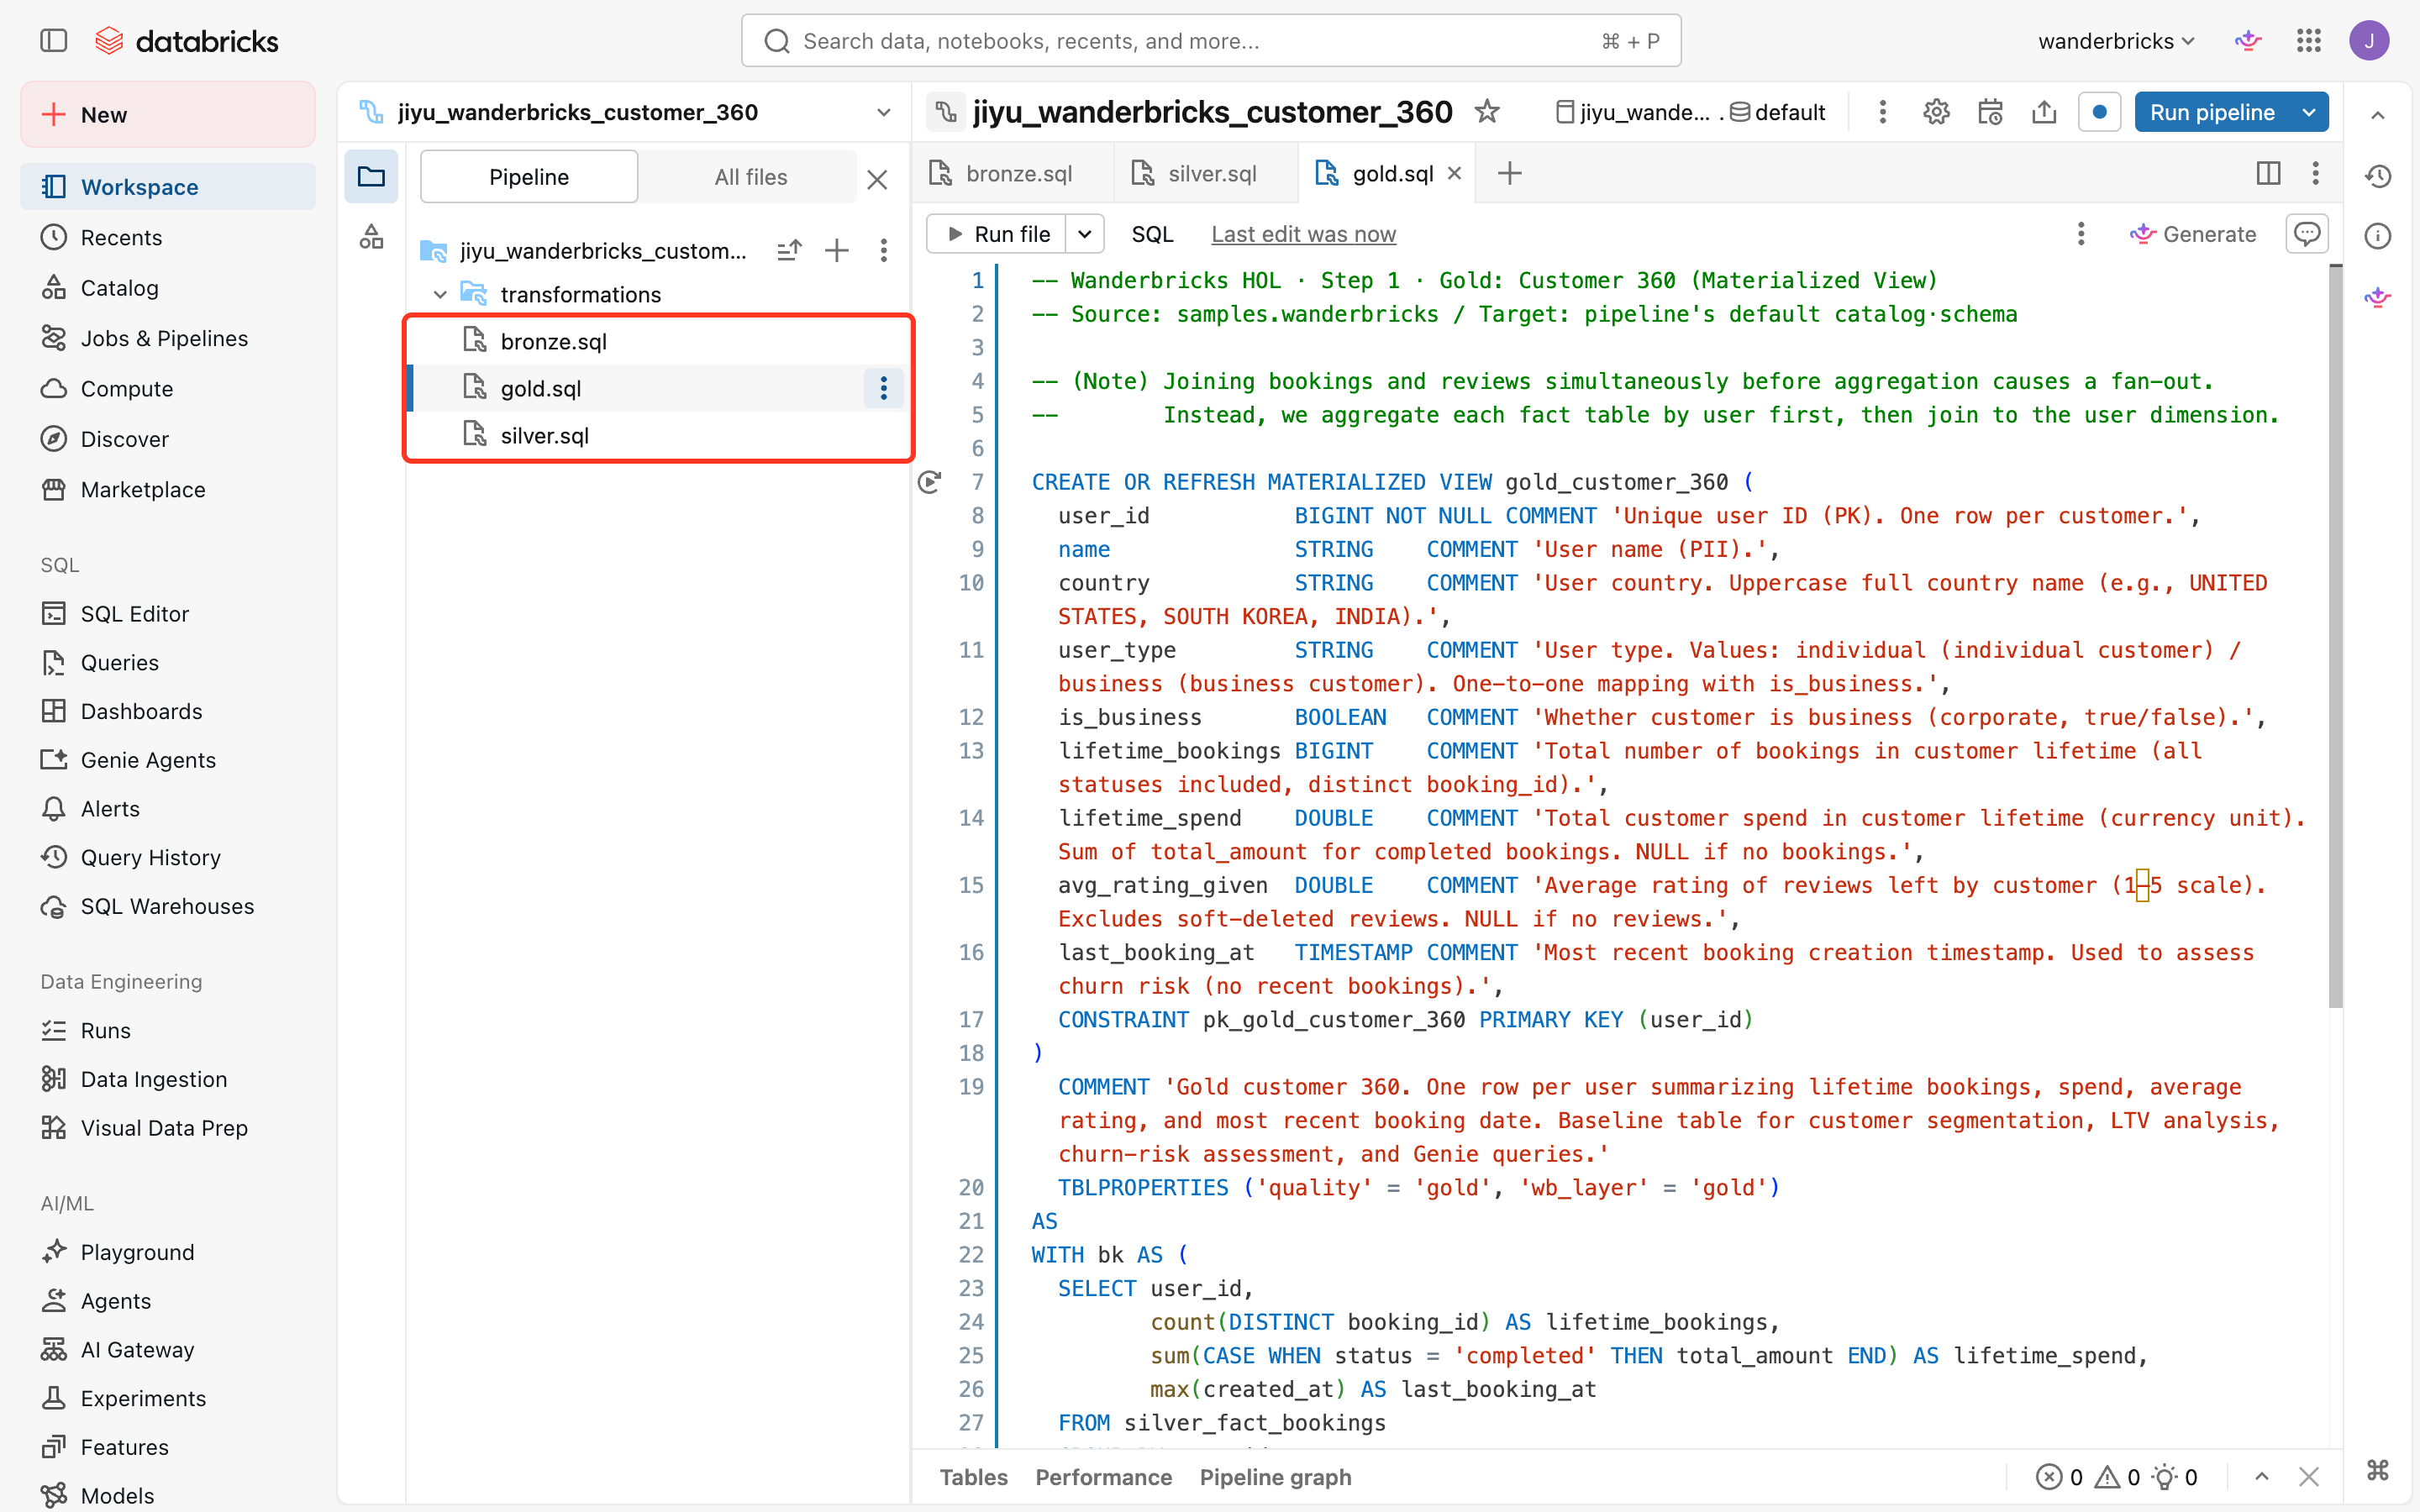 databricks
Search data, notebooks, recents, and more...
⌘ + P
wanderbricks
J
New
Workspace
Recents
Catalog
Jobs & Pipelines
Compute
Discover
Marketplace
SQL
SQL Editor
Queries
Dashboards
Genie Agents
Alerts
Query History
SQL Warehouses
Data Engineering
Runs
Data Ingestion
Visual Data Prep
AI/ML
Playground
Agents
AI Gateway
Experiments
Features
Models
jiyu_wanderbricks_customer_360
Pipeline
All files
jiyu_wanderbricks_custom...
transformations
bronze.sql
gold.sql
silver.sql
jiyu_wanderbricks_customer_360
jiyu_wande... . default
Run pipeline
bronze.sql
silver.sql
gold.sql
Run file
SQL
Last edit was now
Generate
1 -- Wanderbricks HOL · Step 1 · Gold: Customer 360 (Materialized View)
2 -- Source: samples.wanderbricks / Target: pipeline's default catalog·schema
3
4 -- (Note) Joining bookings and reviews simultaneously before aggregation causes a fan-out.
5 --        Instead, we aggregate each fact table by user first, then join to the user dimension.
6
7 CREATE OR REFRESH MATERIALIZED VIEW gold_customer_360 (
8   user_id           BIGINT NOT NULL COMMENT 'Unique user ID (PK). One row per customer.',
9   name              STRING    COMMENT 'User name (PII).',
10   country           STRING    COMMENT 'User country. Uppercase full country name (e.g., UNITED
STATES, SOUTH KOREA, INDIA).',
11   user_type         STRING    COMMENT 'User type. Values: individual (individual customer) /
business (business customer). One-to-one mapping with is_business.',
12   is_business       BOOLEAN   COMMENT 'Whether customer is business (corporate, true/false).',
13   lifetime_bookings BIGINT    COMMENT 'Total number of bookings in customer lifetime (all
statuses included, distinct booking_id).',
14   lifetime_spend    DOUBLE    COMMENT 'Total customer spend in customer lifetime (currency unit).
Sum of total_amount for completed bookings. NULL if no bookings.',
15   avg_rating_given  DOUBLE    COMMENT 'Average rating of reviews left by customer (1–5 scale).
Excludes soft-deleted reviews. NULL if no reviews.',
16   last_booking_at   TIMESTAMP COMMENT 'Most recent booking creation timestamp. Used to assess
churn risk (no recent bookings).',
17   CONSTRAINT pk_gold_customer_360 PRIMARY KEY (user_id)
18 )
19   COMMENT 'Gold customer 360. One row per user summarizing lifetime bookings, spend, average
rating, and most recent booking date. Baseline table for customer segmentation, LTV analysis,
churn-risk assessment, and Genie queries.'
20   TBLPROPERTIES ('quality' = 'gold', 'wb_layer' = 'gold')
21 AS
22 WITH bk AS (
23   SELECT user_id,
24          count(DISTINCT booking_id) AS lifetime_bookings,
25          sum(CASE WHEN status = 'completed' THEN total_amount END) AS lifetime_spend,
26          max(created_at) AS last_booking_at
27   FROM silver_fact_bookings
Tables
Performance
Pipeline graph
0
0
0